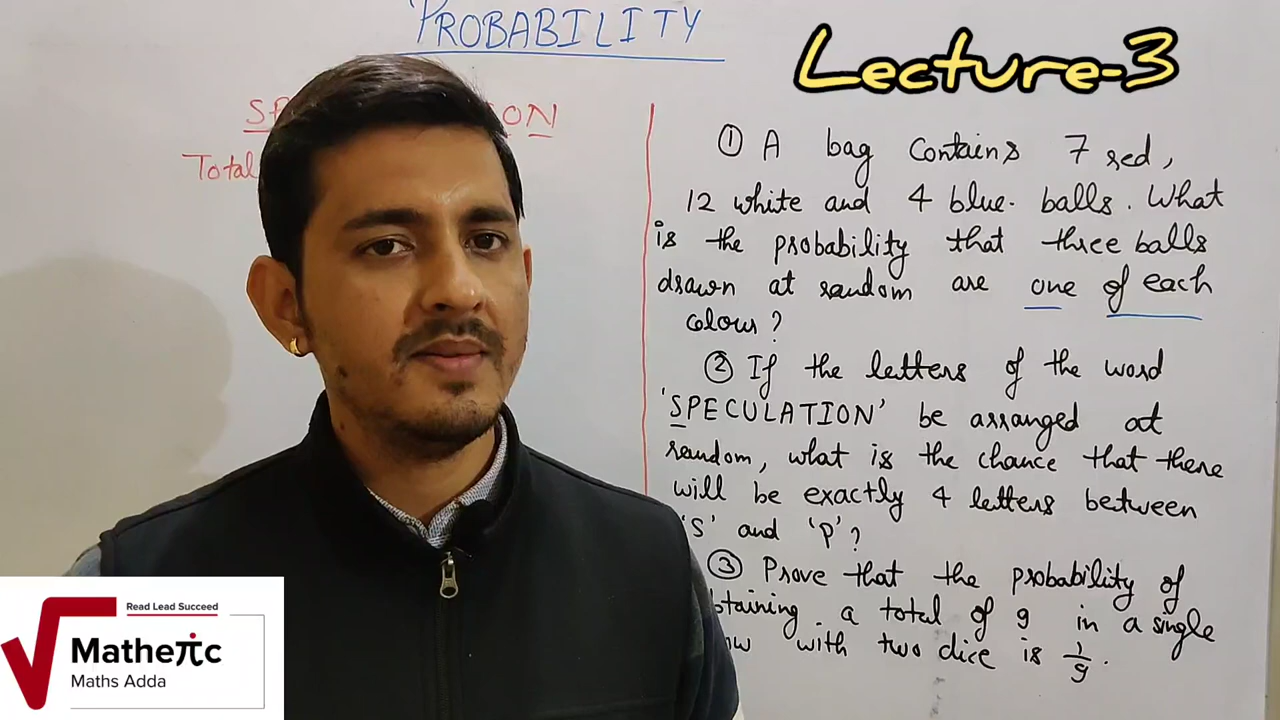 PROBABILITY
Lecture-3
ON
Total
① A bag contains 7 red,
12 white and 4 blue balls. What
is the probability that three balls
drawn at random are one of each
colour?
② If the letters of the word
'SPECULATION' be arranged at
random, what is the chance that there
will be exactly 4 letters between
'S' and 'P'?
③ Prove that the probability of
btaining a total of 9 in a single
with two dice is 1/9.
Read Lead Succeed
Matheπc
Maths Adda